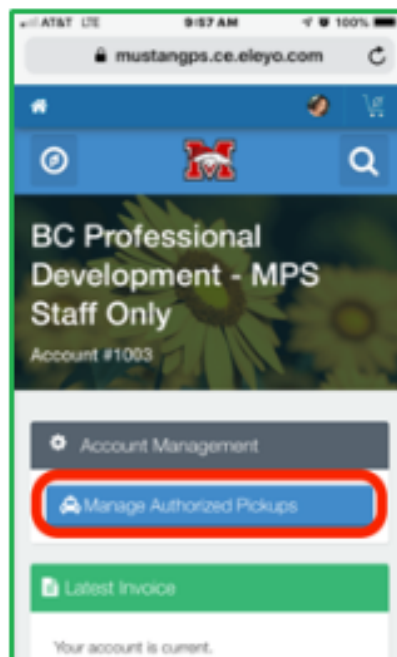 AT&T LTE 9:57 AM 100%
mustangps.ce.eleyo.com
M
BC Professional
Development - MPS
Staff Only
Account #1003
Account Management
Manage Authorized Pickups
Latest Invoice
Your account is current.